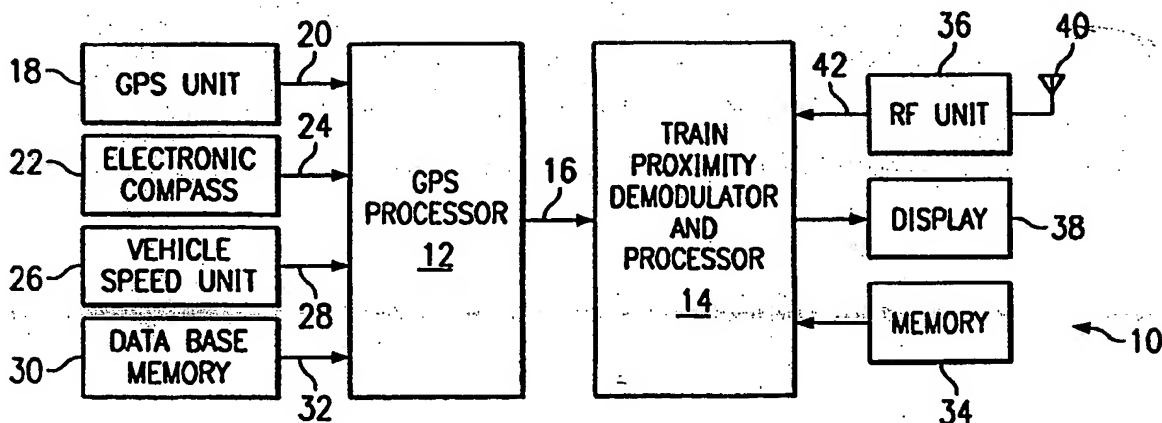 18
GPS UNIT
20
22
ELECTRONIC
COMPASS
24
26
VEHICLE
SPEED UNIT
28
30
DATA BASE
MEMORY
32
GPS
PROCESSOR
12
16
TRAIN
PROXIMITY
DEMODULATOR
AND
PROCESSOR
14
42
36
RF UNIT
40
DISPLAY
38
MEMORY
34
10